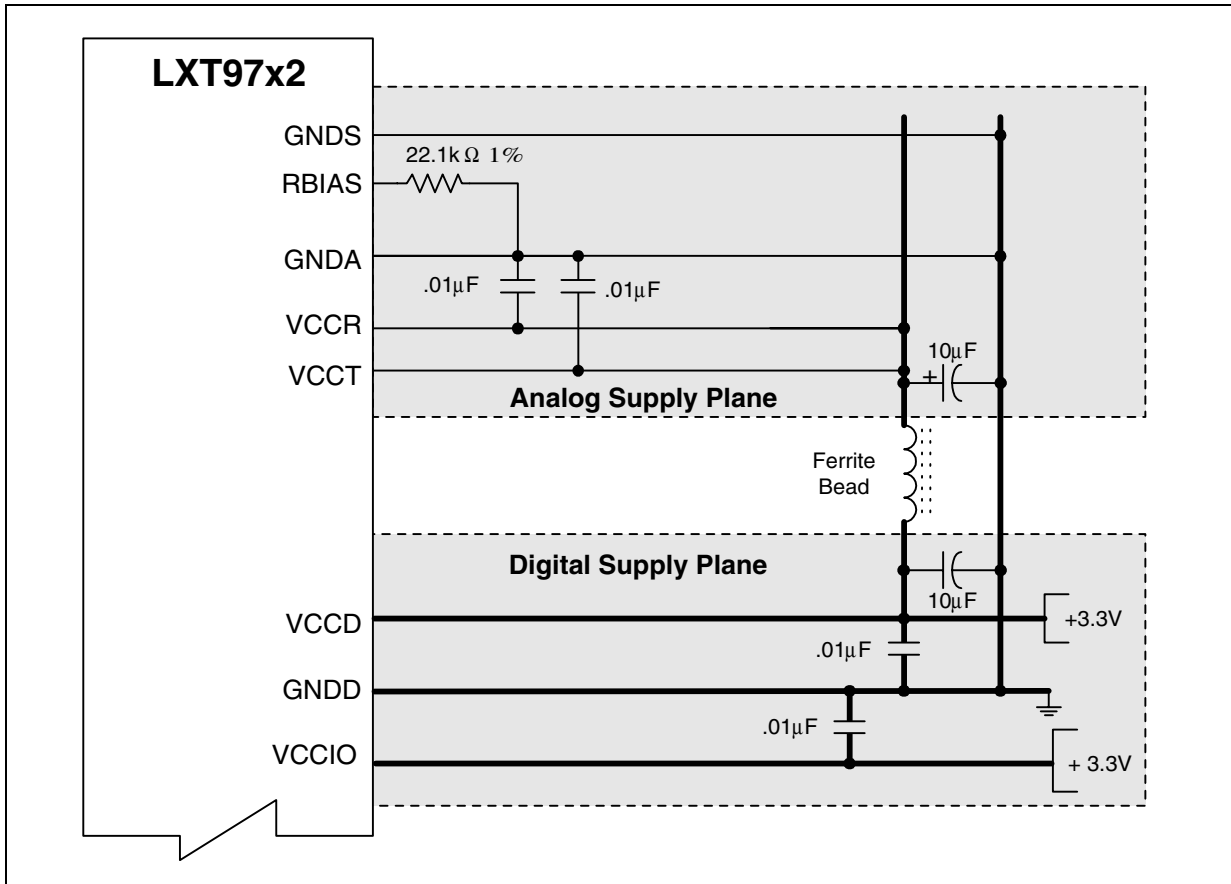 LXT97x2
GNDS
22.1k Ω 1%
RBIAS
GNDA
.01µF
.01µF
VCCR
10µF
VCCT
+
Analog Supply Plane
Ferrite
Bead
Digital Supply Plane
10µF
VCCD
+3.3V
.01µF
GNDD
.01µF
VCCIO
+ 3.3V